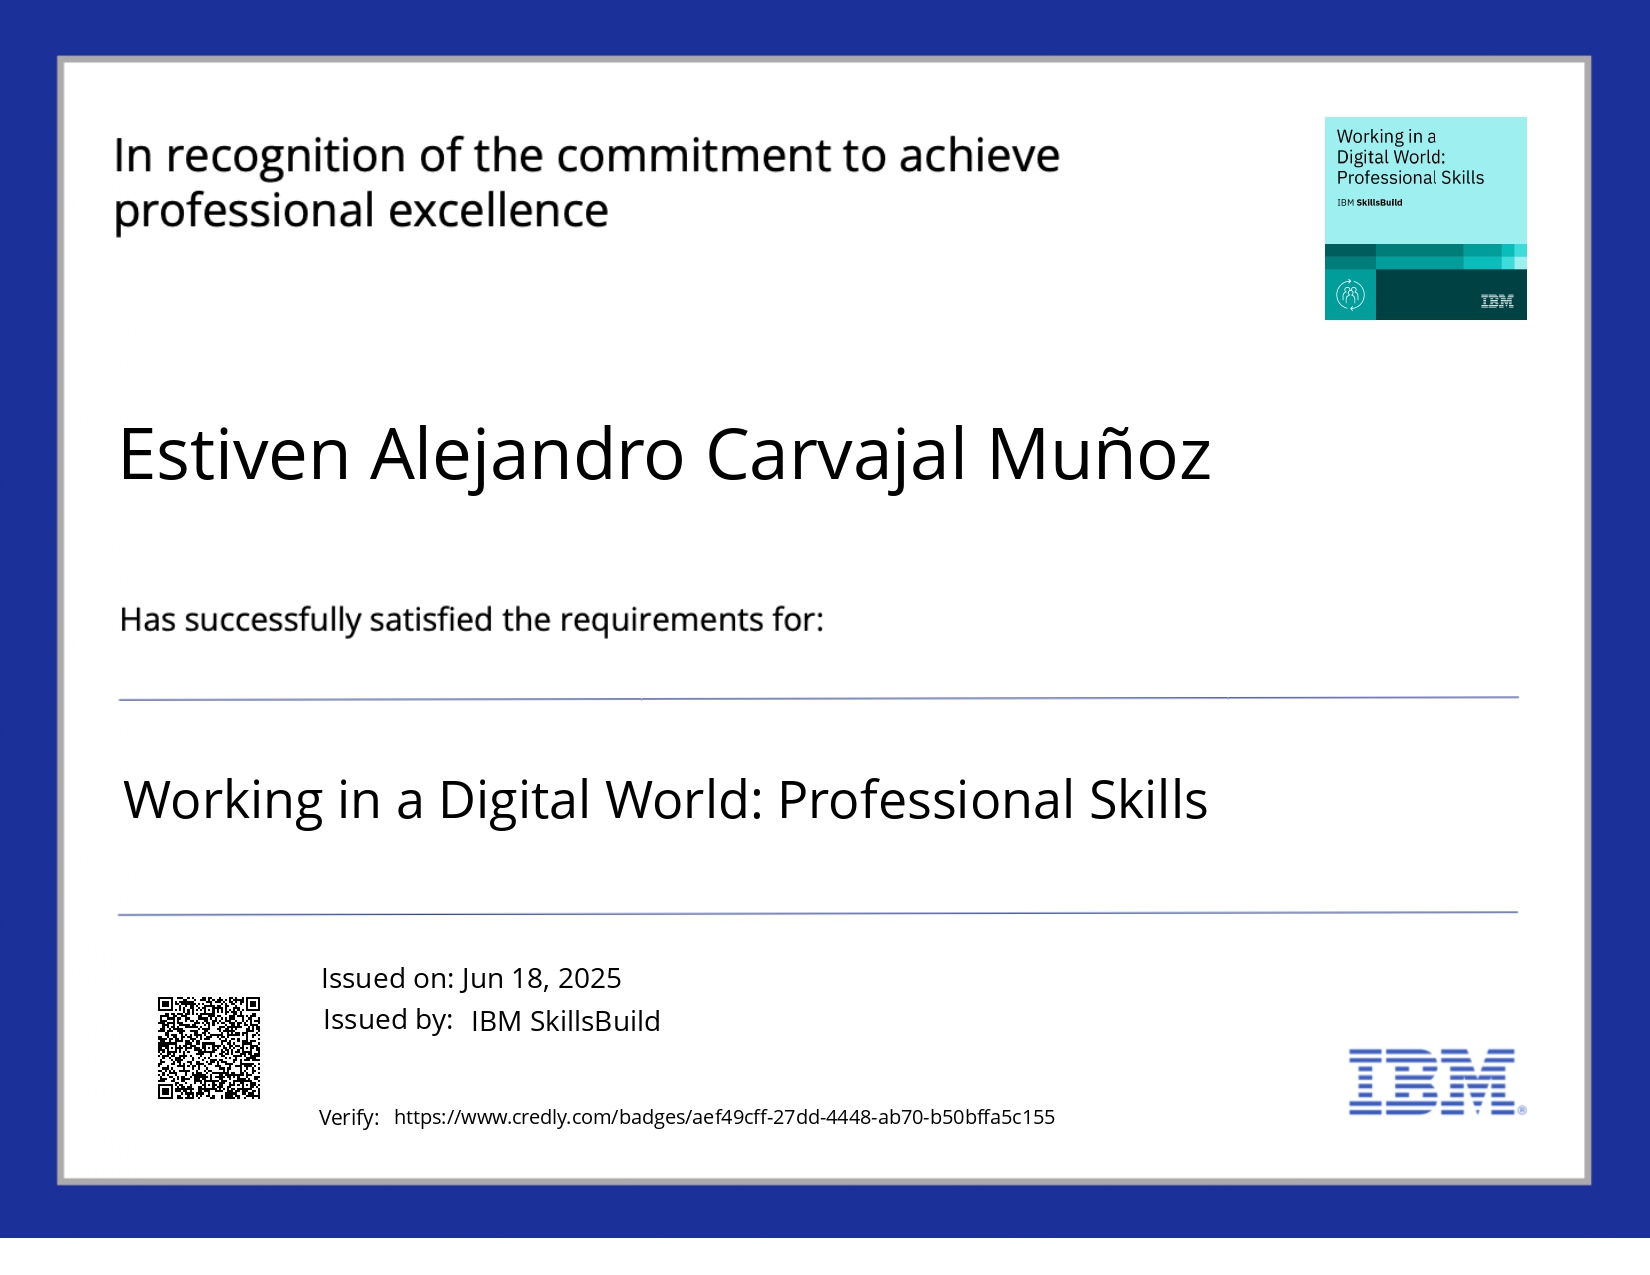 In recognition of the commitment to achieve
professional excellence
Working in a
Digital World:
Professional Skills
IBM SkillsBuild
IBM
Estiven Alejandro Carvajal Muñoz
Has successfully satisfied the requirements for:
Working in a Digital World: Professional Skills
Issued on: Jun 18, 2025
Issued by: IBM SkillsBuild
Verify: https://www.credly.com/badges/aef49cff-27dd-4448-ab70-b50bffa5c155
IBM®